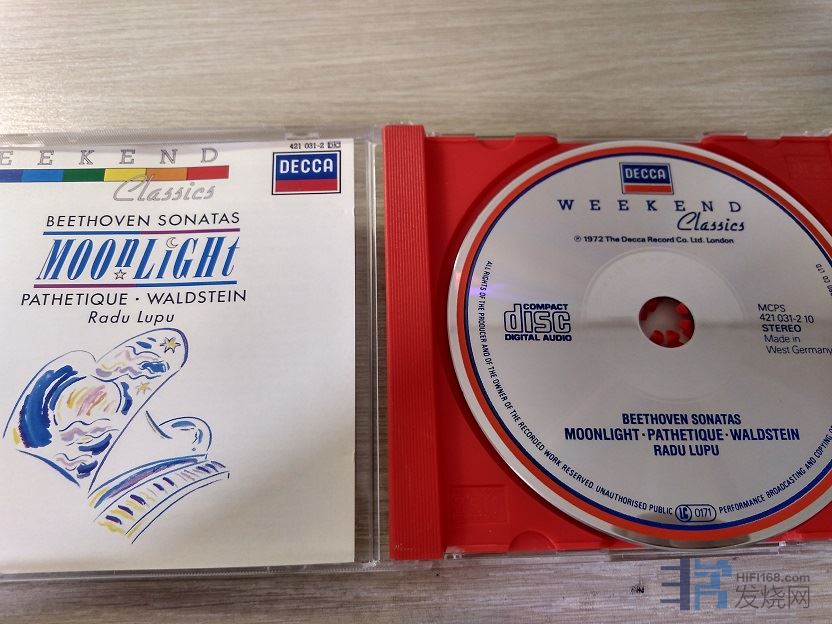 EEKEND
Classics
421 031-2
DECCA
BEETHOVEN SONATAS
MOOnLiGHt
PATHETIQUE · WALDSTEIN
Radu Lupu
DECCA
WEEKEND
Classics
℗ 1972 The Decca Record Co. Ltd. London
COMPACT
disc
DIGITAL AUDIO
MCPS
421 031-2 10
STEREO
Made in
West Germany
BEETHOVEN SONATAS
MOONLIGHT · PATHETIQUE · WALDSTEIN
RADU LUPU
ALL RIGHTS OF THE PRODUCER AND OF THE OWNER OF THE RECORDED WORK RESERVED. UNAUTHORISED PUBLIC LC 0171 PERFORMANCE BROADCASTING AND COPYING
HIFI168.com
发烧网